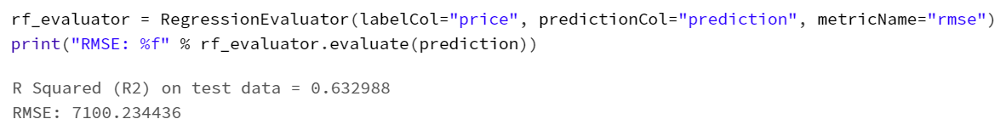 rf_evaluator = RegressionEvaluator(labelCol="price", predictionCol="prediction", metricName="rmse")
print("RMSE: %f" % rf_evaluator.evaluate(prediction))
R Squared (R2) on test data = 0.632988
RMSE: 7100.234436